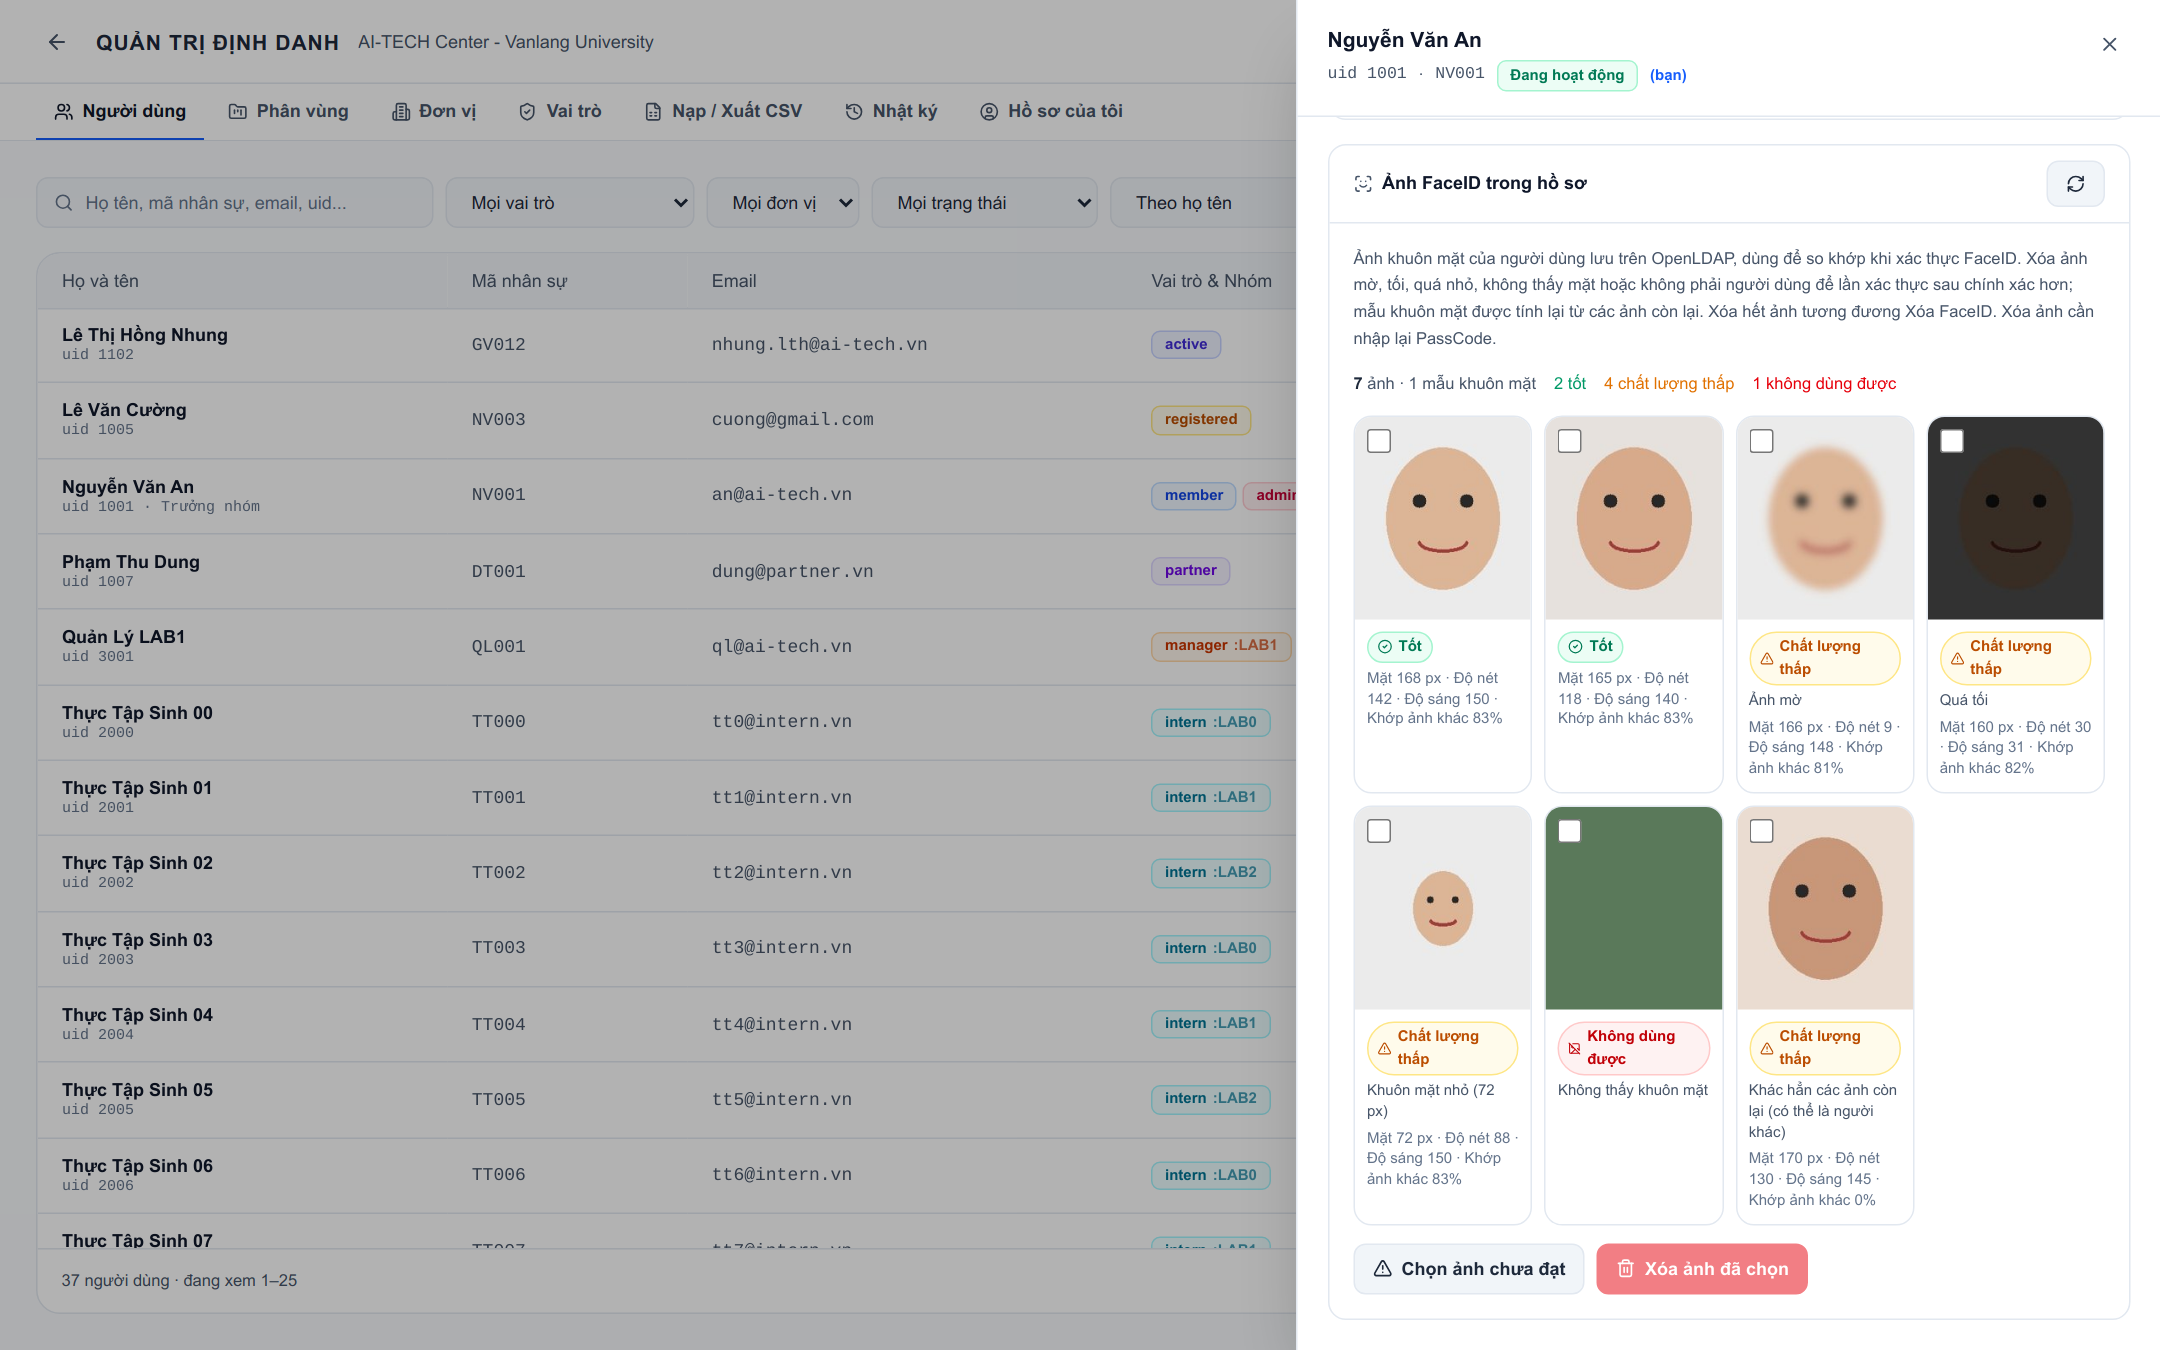 QUẢN TRỊ ĐỊNH DANH AI-TECH Center - Vanlang University
Người dùng Phân vùng Đơn vị Vai trò Nạp / Xuất CSV Nhật ký Hồ sơ của tôi
Họ tên, mã nhân sự, email, uid... Mọi vai trò Mọi đơn vị Mọi trạng thái Theo họ tên
Họ và tên Mã nhân sự Email Vai trò & Nhóm
Lê Thị Hồng Nhung GV012 nhung.lth@ai-tech.vn active
uid 1102
Lê Văn Cường NV003 cuong@gmail.com registered
uid 1005
Nguyễn Văn An NV001 an@ai-tech.vn member admin
uid 1001 · Trưởng nhóm
Phạm Thu Dung DT001 dung@partner.vn partner
uid 1007
Quản Lý LAB1 QL001 ql@ai-tech.vn manager :LAB1
uid 3001
Thực Tập Sinh 00 TT000 tt0@intern.vn intern :LAB0
uid 2000
Thực Tập Sinh 01 TT001 tt1@intern.vn intern :LAB1
uid 2001
Thực Tập Sinh 02 TT002 tt2@intern.vn intern :LAB2
uid 2002
Thực Tập Sinh 03 TT003 tt3@intern.vn intern :LAB0
uid 2003
Thực Tập Sinh 04 TT004 tt4@intern.vn intern :LAB1
uid 2004
Thực Tập Sinh 05 TT005 tt5@intern.vn intern :LAB2
uid 2005
Thực Tập Sinh 06 TT006 tt6@intern.vn intern :LAB0
uid 2006
Thực Tập Sinh 07 TT007 tt7@intern.vn intern :LAB1
37 người dùng · đang xem 1–25
Nguyễn Văn An
uid 1001 · NV001 Đang hoạt động (bạn)
Ảnh FaceID trong hồ sơ
Ảnh khuôn mặt của người dùng lưu trên OpenLDAP, dùng để so khớp khi xác thực FaceID. Xóa ảnh
mờ, tối, quá nhỏ, không thấy mặt hoặc không phải người dùng để lần xác thực sau chính xác hơn;
mẫu khuôn mặt được tính lại từ các ảnh còn lại. Xóa hết ảnh tương đương Xóa FaceID. Xóa ảnh cần
nhập lại PassCode.
7 ảnh · 1 mẫu khuôn mặt 2 tốt 4 chất lượng thấp 1 không dùng được
Tốt
Mặt 168 px · Độ nét
142 · Độ sáng 150 ·
Khớp ảnh khác 83%
Tốt
Mặt 165 px · Độ nét
118 · Độ sáng 140 ·
Khớp ảnh khác 83%
Chất lượng
thấp
Ảnh mờ
Mặt 166 px · Độ nét 9 ·
Độ sáng 148 · Khớp
ảnh khác 81%
Chất lượng
thấp
Quá tối
Mặt 160 px · Độ nét 30
· Độ sáng 31 · Khớp
ảnh khác 82%
Chất lượng
thấp
Khuôn mặt nhỏ (72
px)
Mặt 72 px · Độ nét 88 ·
Độ sáng 150 · Khớp
ảnh khác 83%
Không dùng
được
Không thấy khuôn mặt
Chất lượng
thấp
Khác hẳn các ảnh còn
lại (có thể là người
khác)
Mặt 170 px · Độ nét
130 · Độ sáng 145 ·
Khớp ảnh khác 0%
Chọn ảnh chưa đạt Xóa ảnh đã chọn